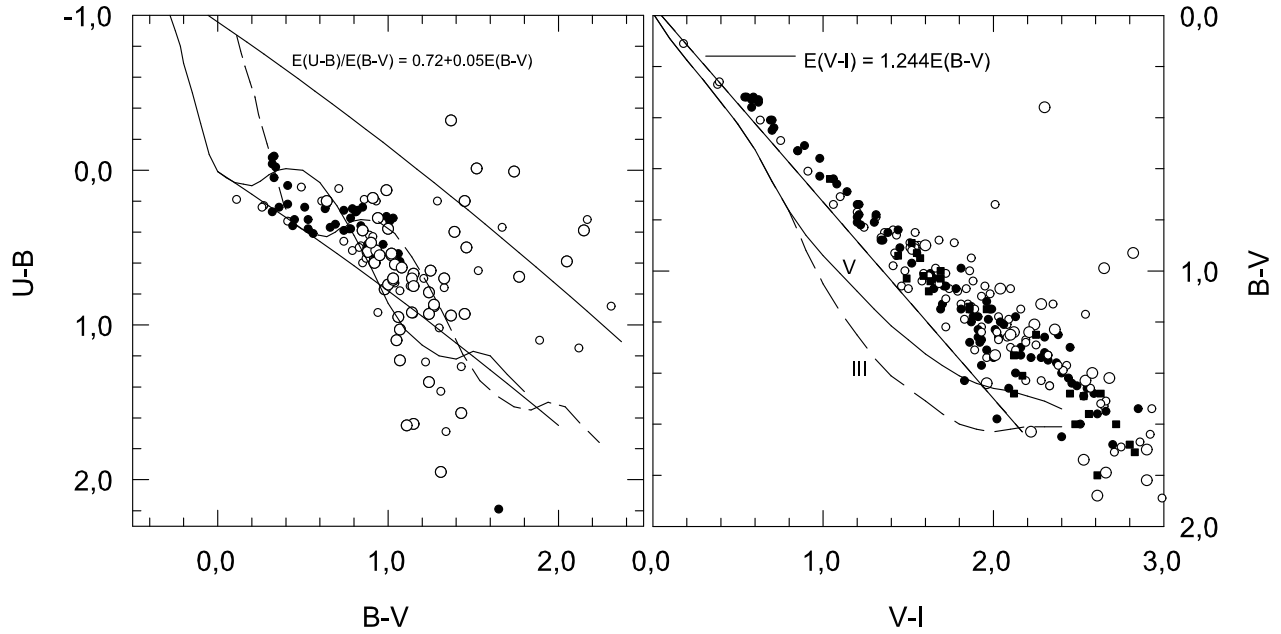 -1,0
0,0
1,0
2,0
U-B
E(U-B)/E(B-V) = 0.72+0.05E(B-V)
0,0
1,0
2,0
B-V
E(V-I) = 1.244E(B-V)
V
III
0,0
1,0
2,0
3,0
V-I
0,0
1,0
2,0
B-V